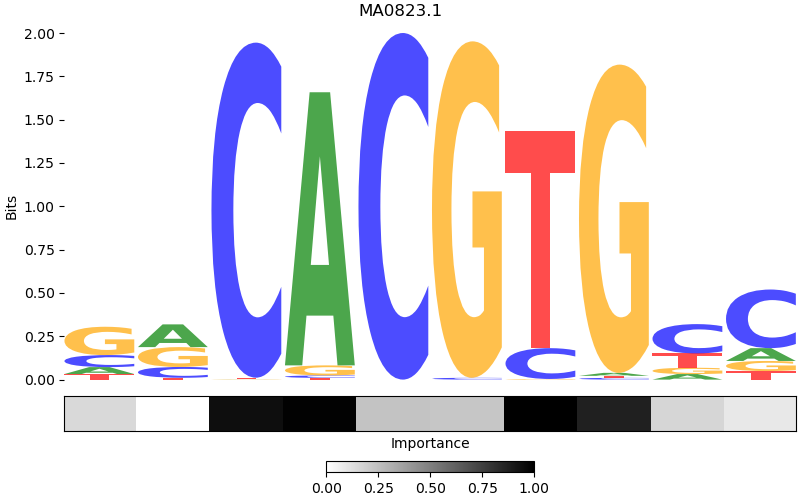 MA0823.1
2.00
1.75
1.50
1.25
1.00
0.75
0.50
0.25
0.00
Bits
G A C A C G T G C C
C G G C T A
A C T G G
T T A T
Importance
0.00 0.25 0.50 0.75 1.00